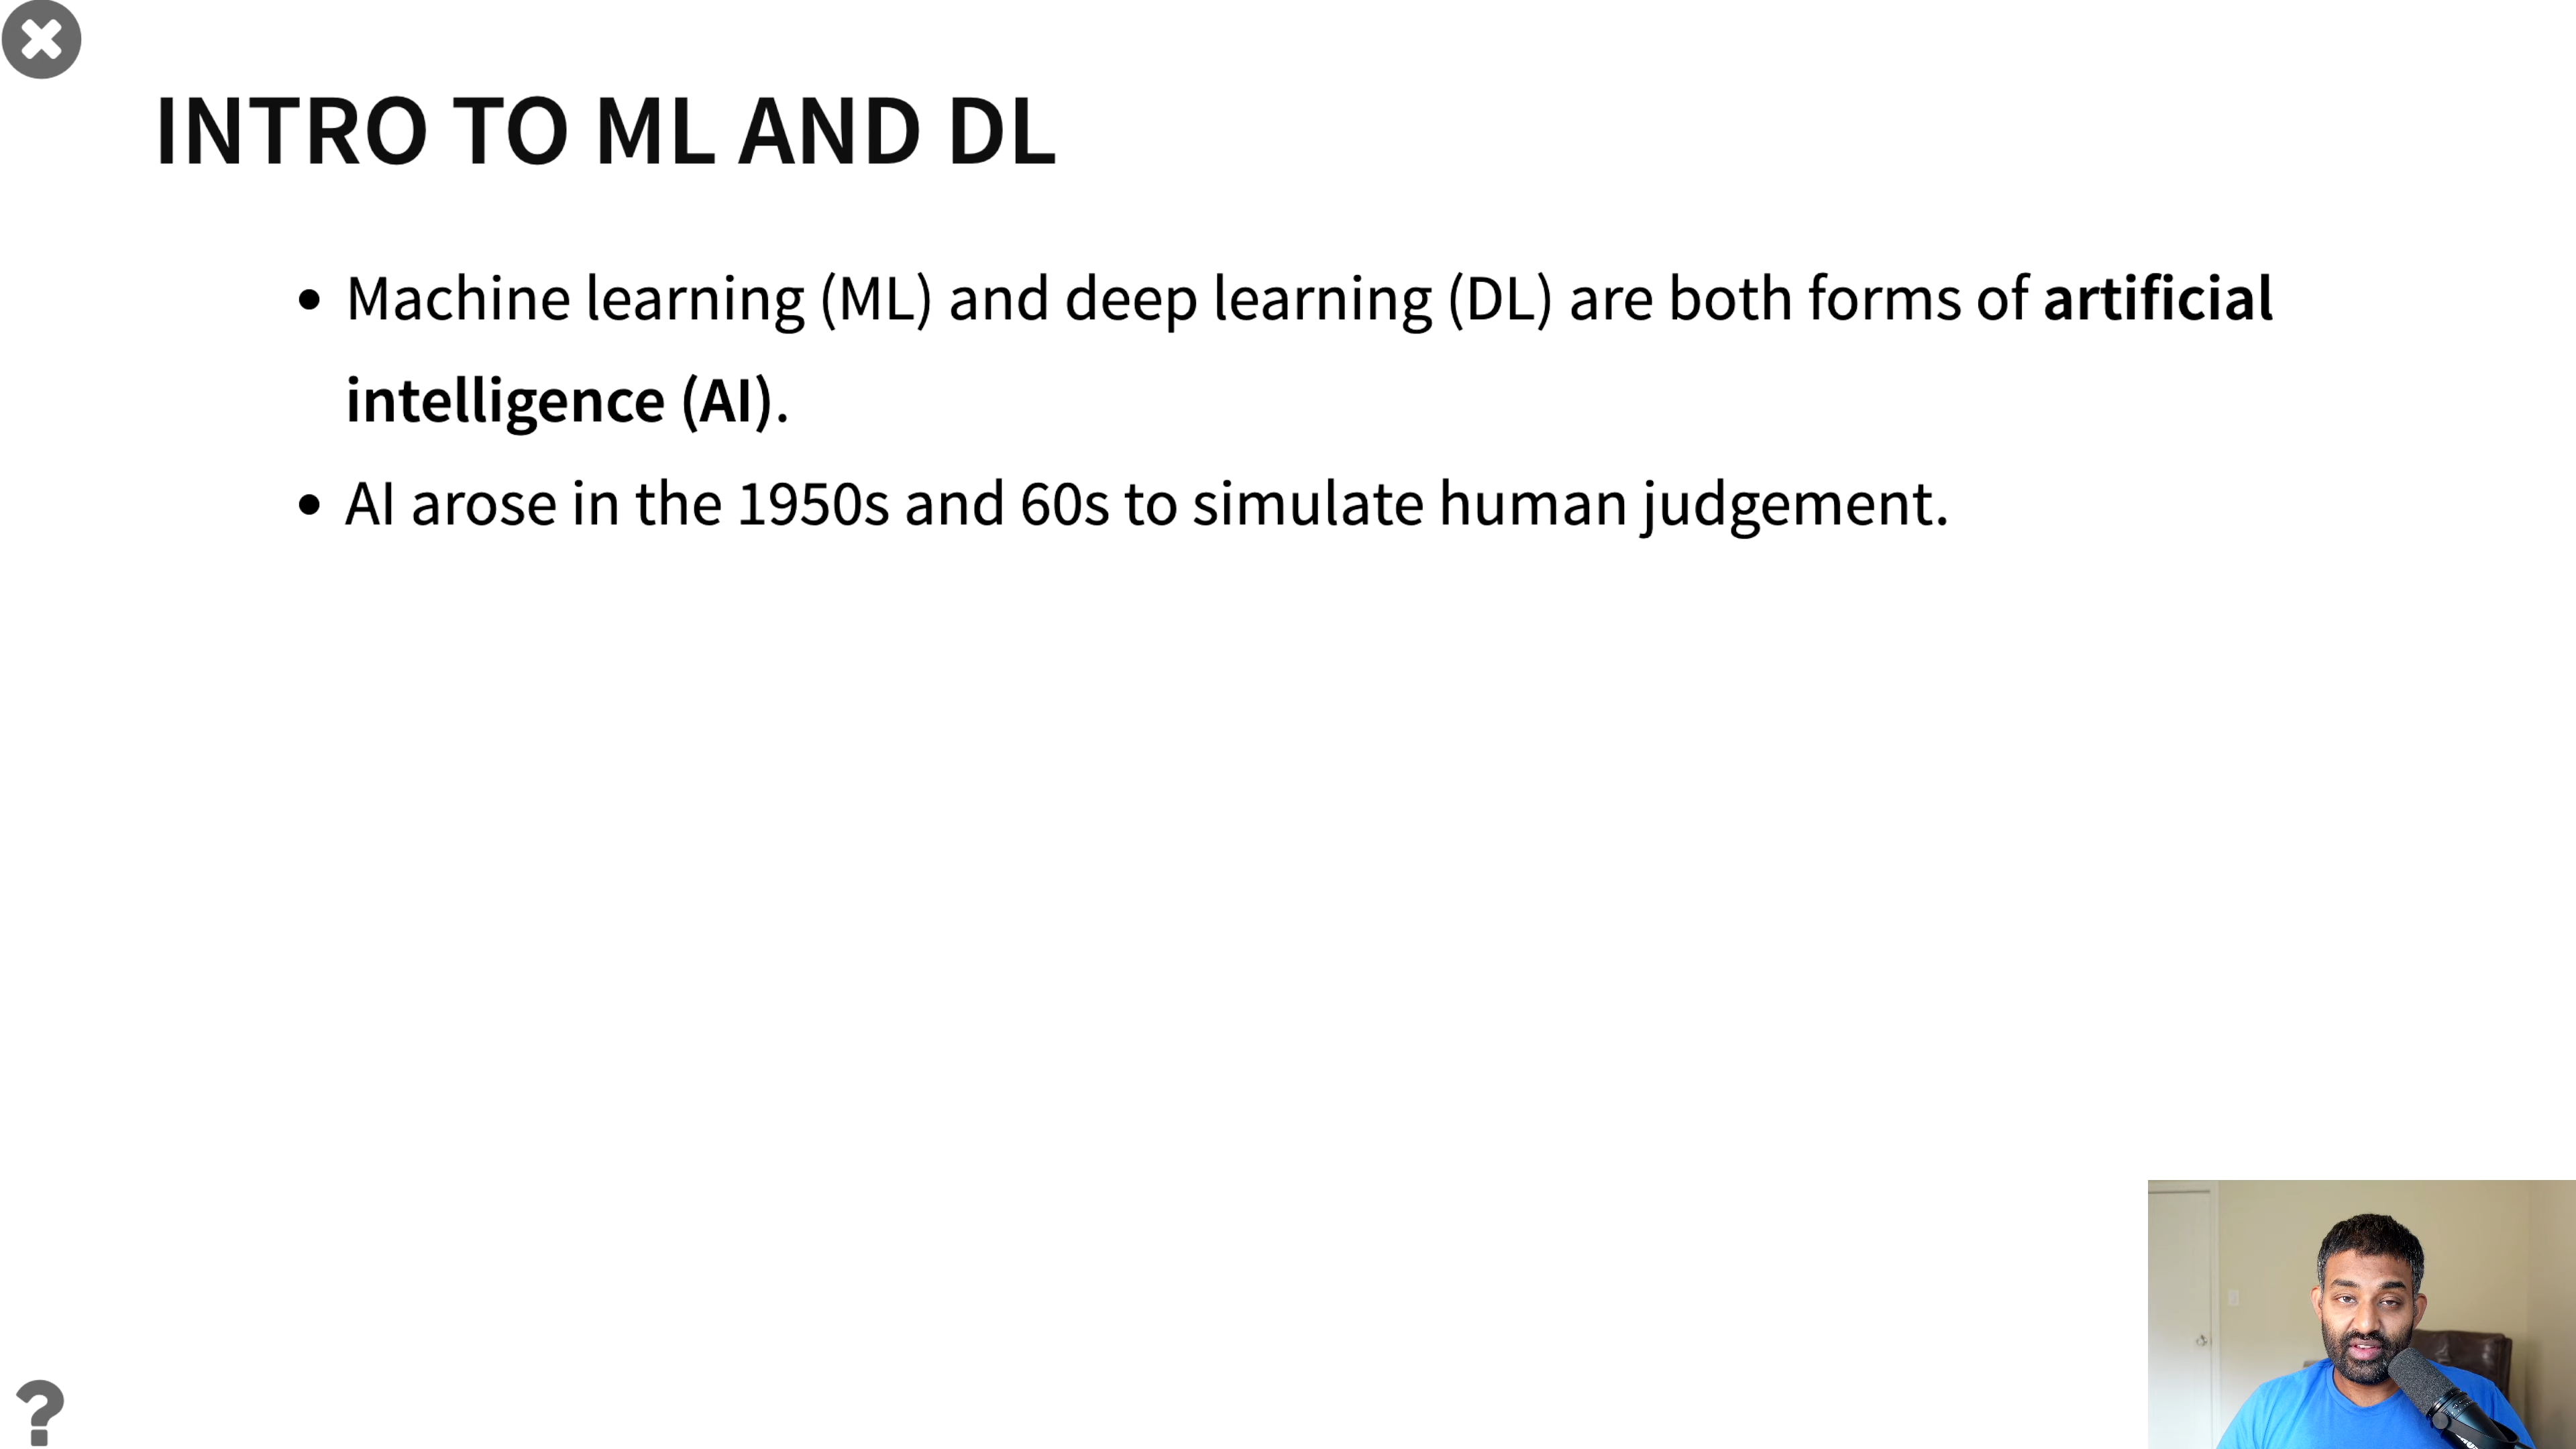 INTRO TO ML AND DL
• Machine learning (ML) and deep learning (DL) are both forms of artificial
intelligence (AI).
• AI arose in the 1950s and 60s to simulate human judgement.
?